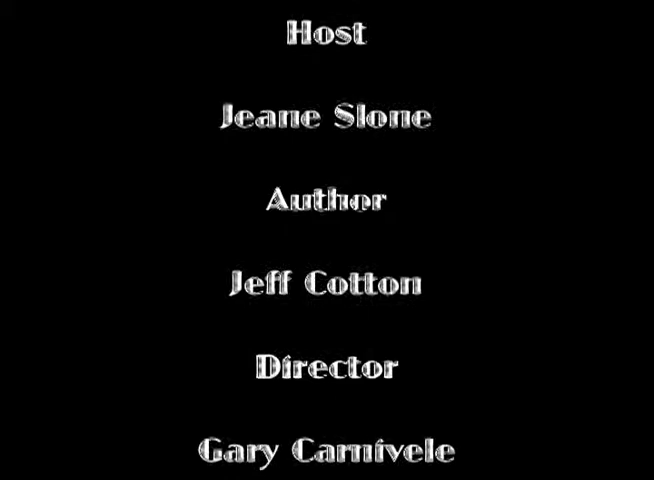 Host
Jeane Slone
Author
Jeff Cotton
Director
Gary Carnivele